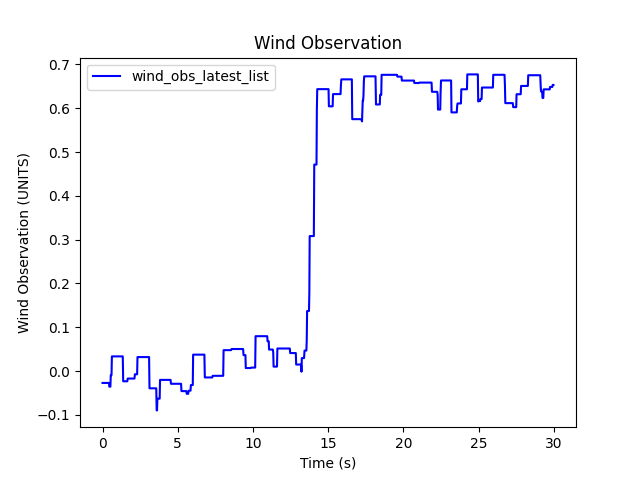 Wind Observation
wind_obs_latest_list
Wind Observation (UNITS)
0.7
0.6
0.5
0.4
0.3
0.2
0.1
0.0
−0.1
0 5 10 15 20 25 30
Time (s)